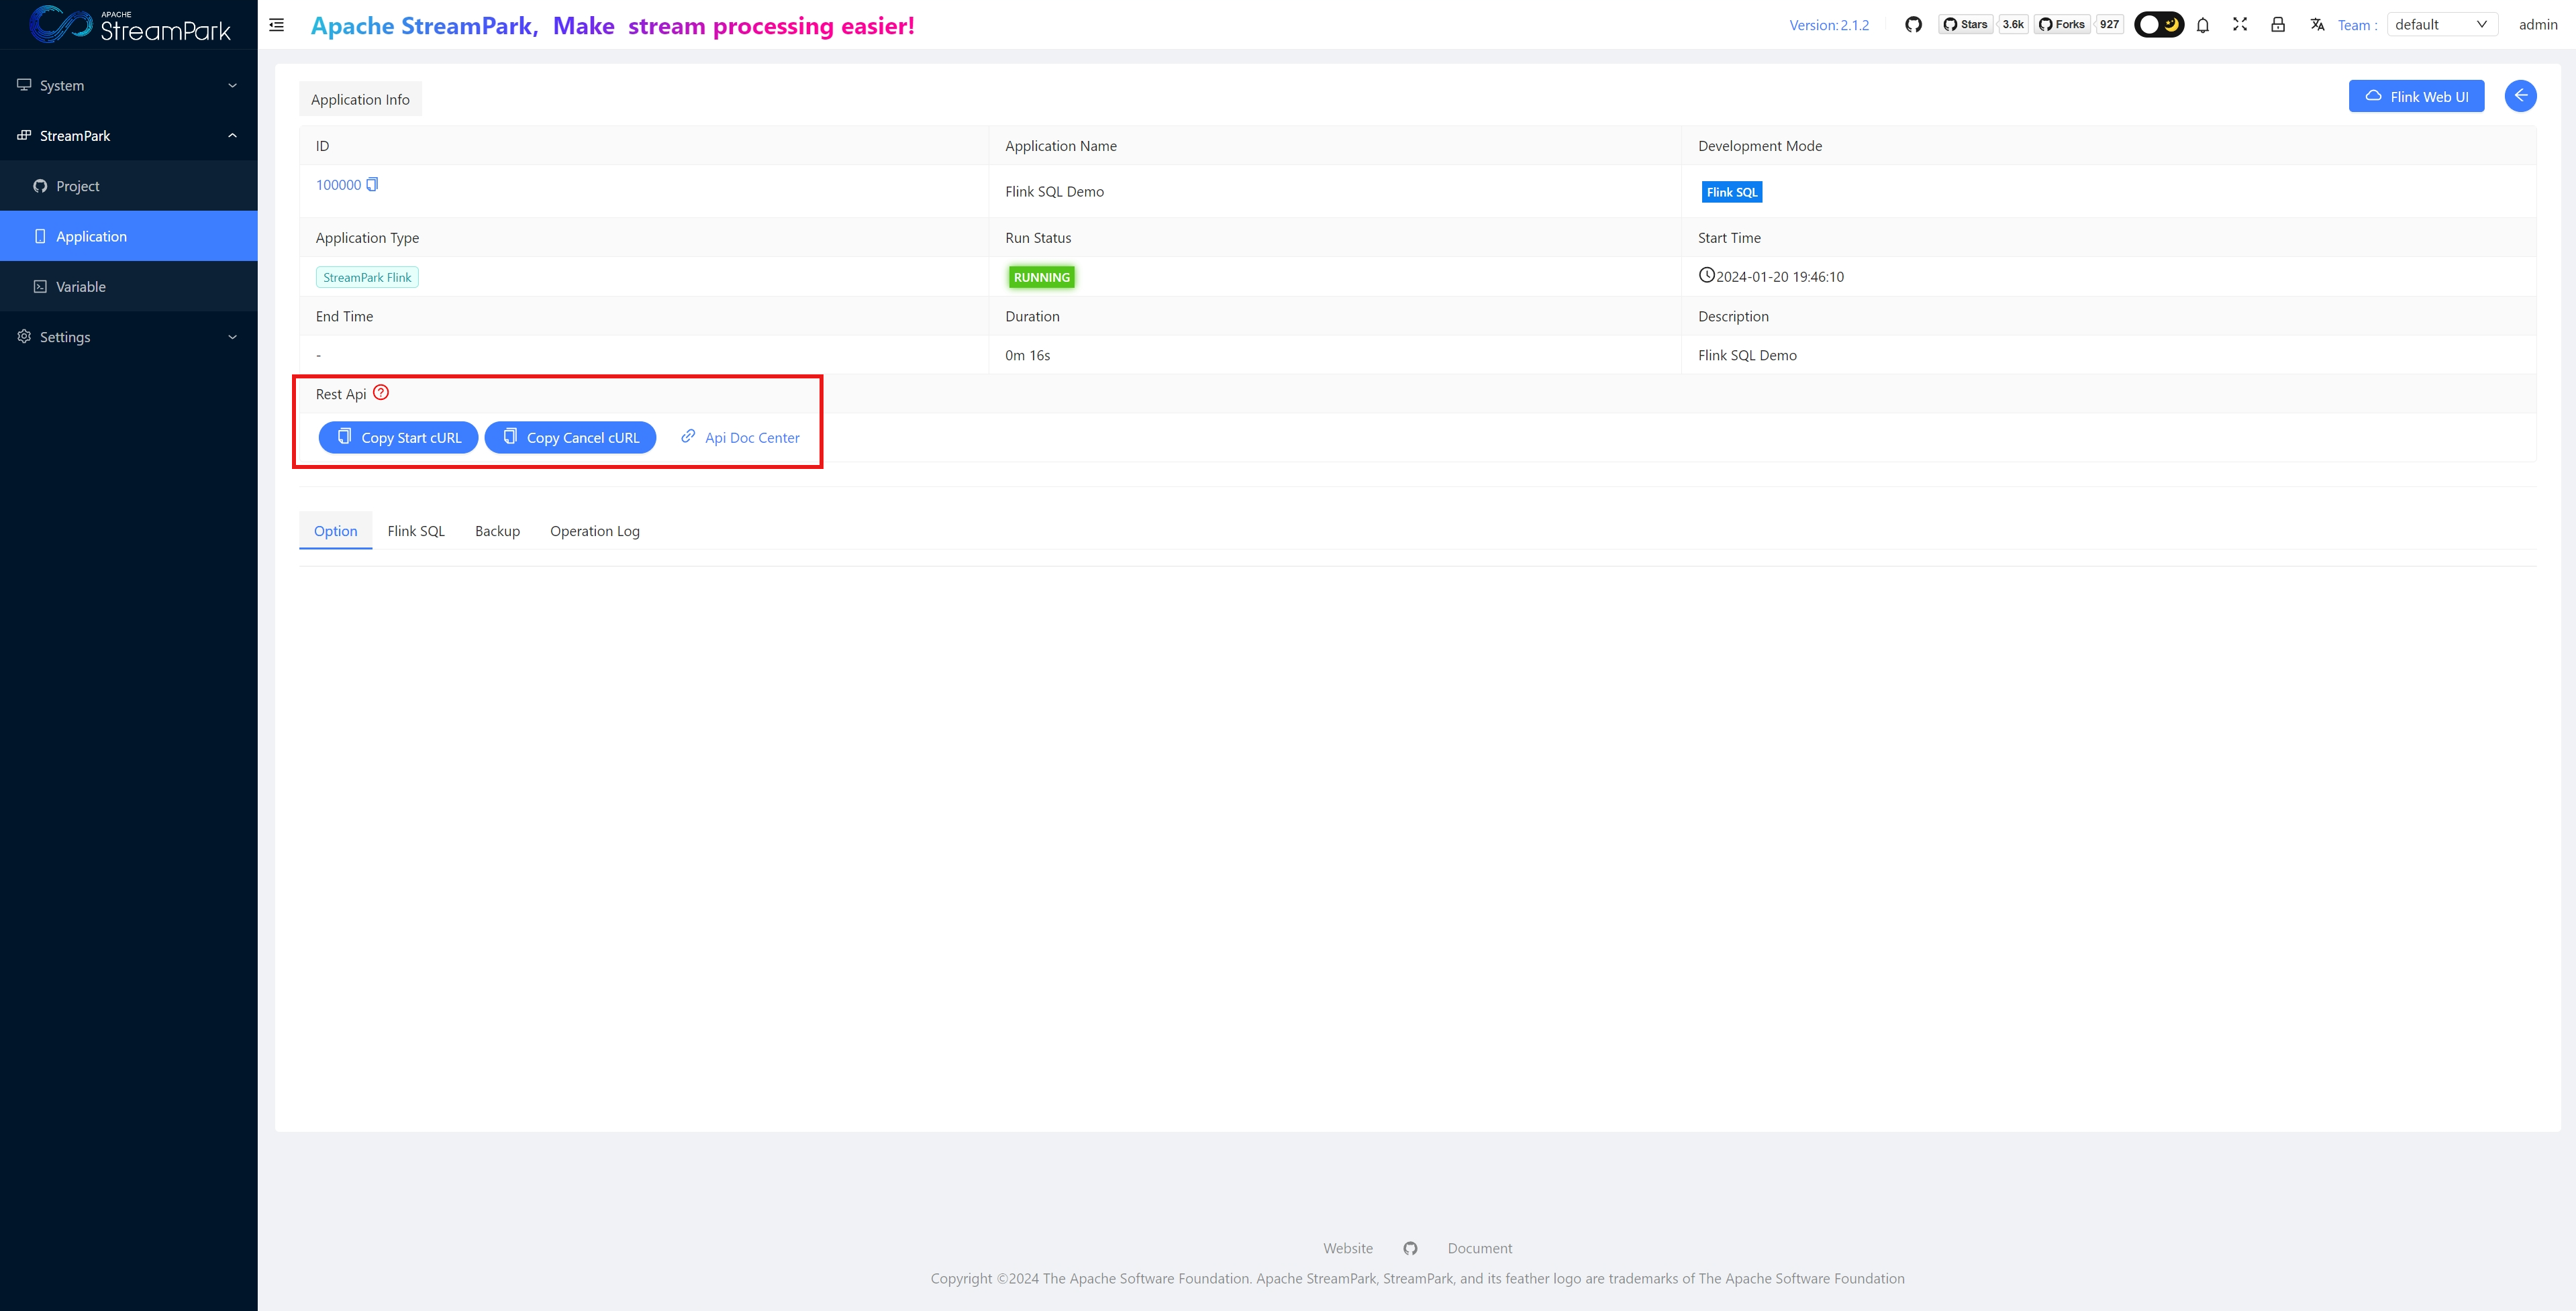 APACHE
StreamPark
Apache StreamPark, Make stream processing easier!
Version: 2.1.2
Stars
3.6k
Forks
927
Team :
default
admin
System
StreamPark
Project
Application
Variable
Settings
Application Info
Flink Web UI
ID
Application Name
Development Mode
100000
Flink SQL Demo
Flink SQL
Application Type
Run Status
Start Time
StreamPark Flink
RUNNING
2024-01-20 19:46:10
End Time
Duration
Description
-
0m 16s
Flink SQL Demo
Rest Api
Copy Start cURL
Copy Cancel cURL
Api Doc Center
Option
Flink SQL
Backup
Operation Log
Website
Document
Copyright ©2024 The Apache Software Foundation. Apache StreamPark, StreamPark, and its feather logo are trademarks of The Apache Software Foundation